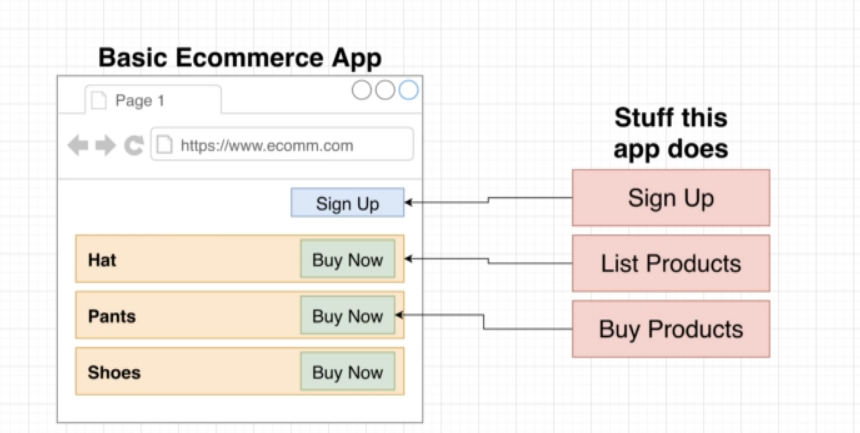 Basic Ecommerce App
Page 1
https://www.ecomm.com
Sign Up
Hat Buy Now
Pants Buy Now
Shoes Buy Now
Stuff this
app does
Sign Up
List Products
Buy Products